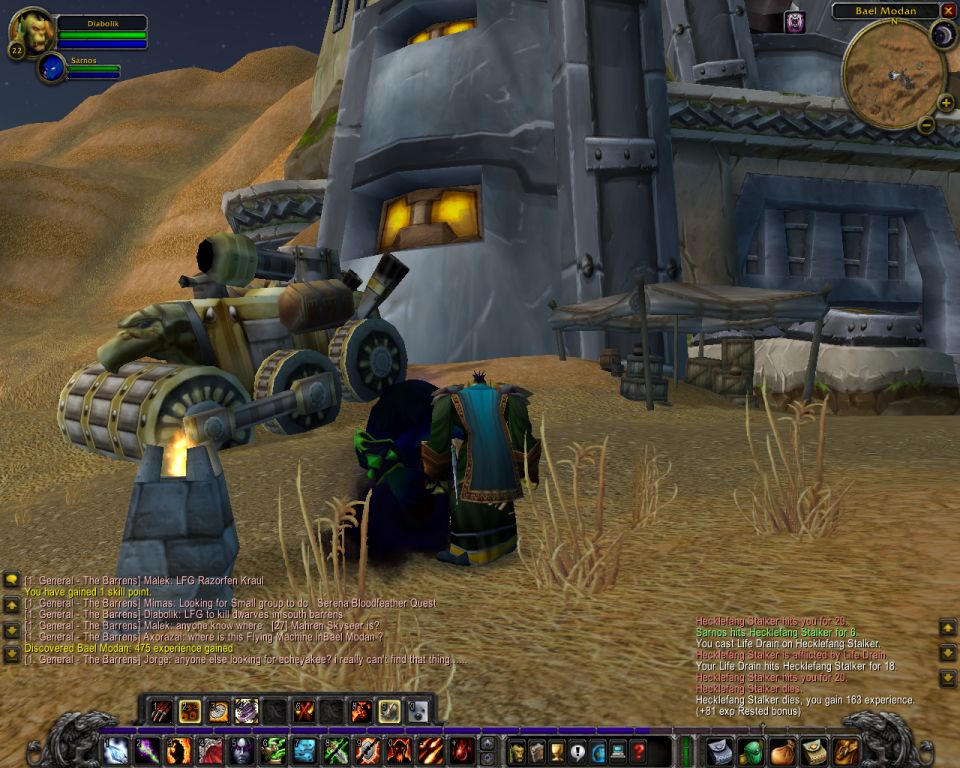 Diabolik
22
Sarnos
Bael Modan
N
[1. General - The Barrens] Malek: LFG Razorfen Kraul
You have gained 1 skill point.
[1. General - The Barrens] Mimas: Looking for Small group to do . Serena Bloodfeather Quest
[1. General - The Barrens] Diabolik: LFG to kill dwarves in south barrens
[1. General - The Barrens] Malek: anyone know where . [27] Mahren Skyseer is?
[1. General - The Barrens] Axorazai: where is this Flying Machine inBael Modan ?
Discovered Bael Modan: 475 experience gained
[1. General - The Barrens] Jorge: anyone else looking for echeyakee? i really can't find that thing.....
Hecklefang Stalker hits you for 20.
Sarnos hits Hecklefang Stalker for 6.
You cast Life Drain on Hecklefang Stalker.
Hecklefang Stalker is afflicted by Life Drain.
Your Life Drain hits Hecklefang Stalker for 18.
Hecklefang Stalker hits you for 20.
Hecklefang Stalker dies.
Hecklefang Stalker dies, you gain 163 experience.
(+81 exp Rested bonus)